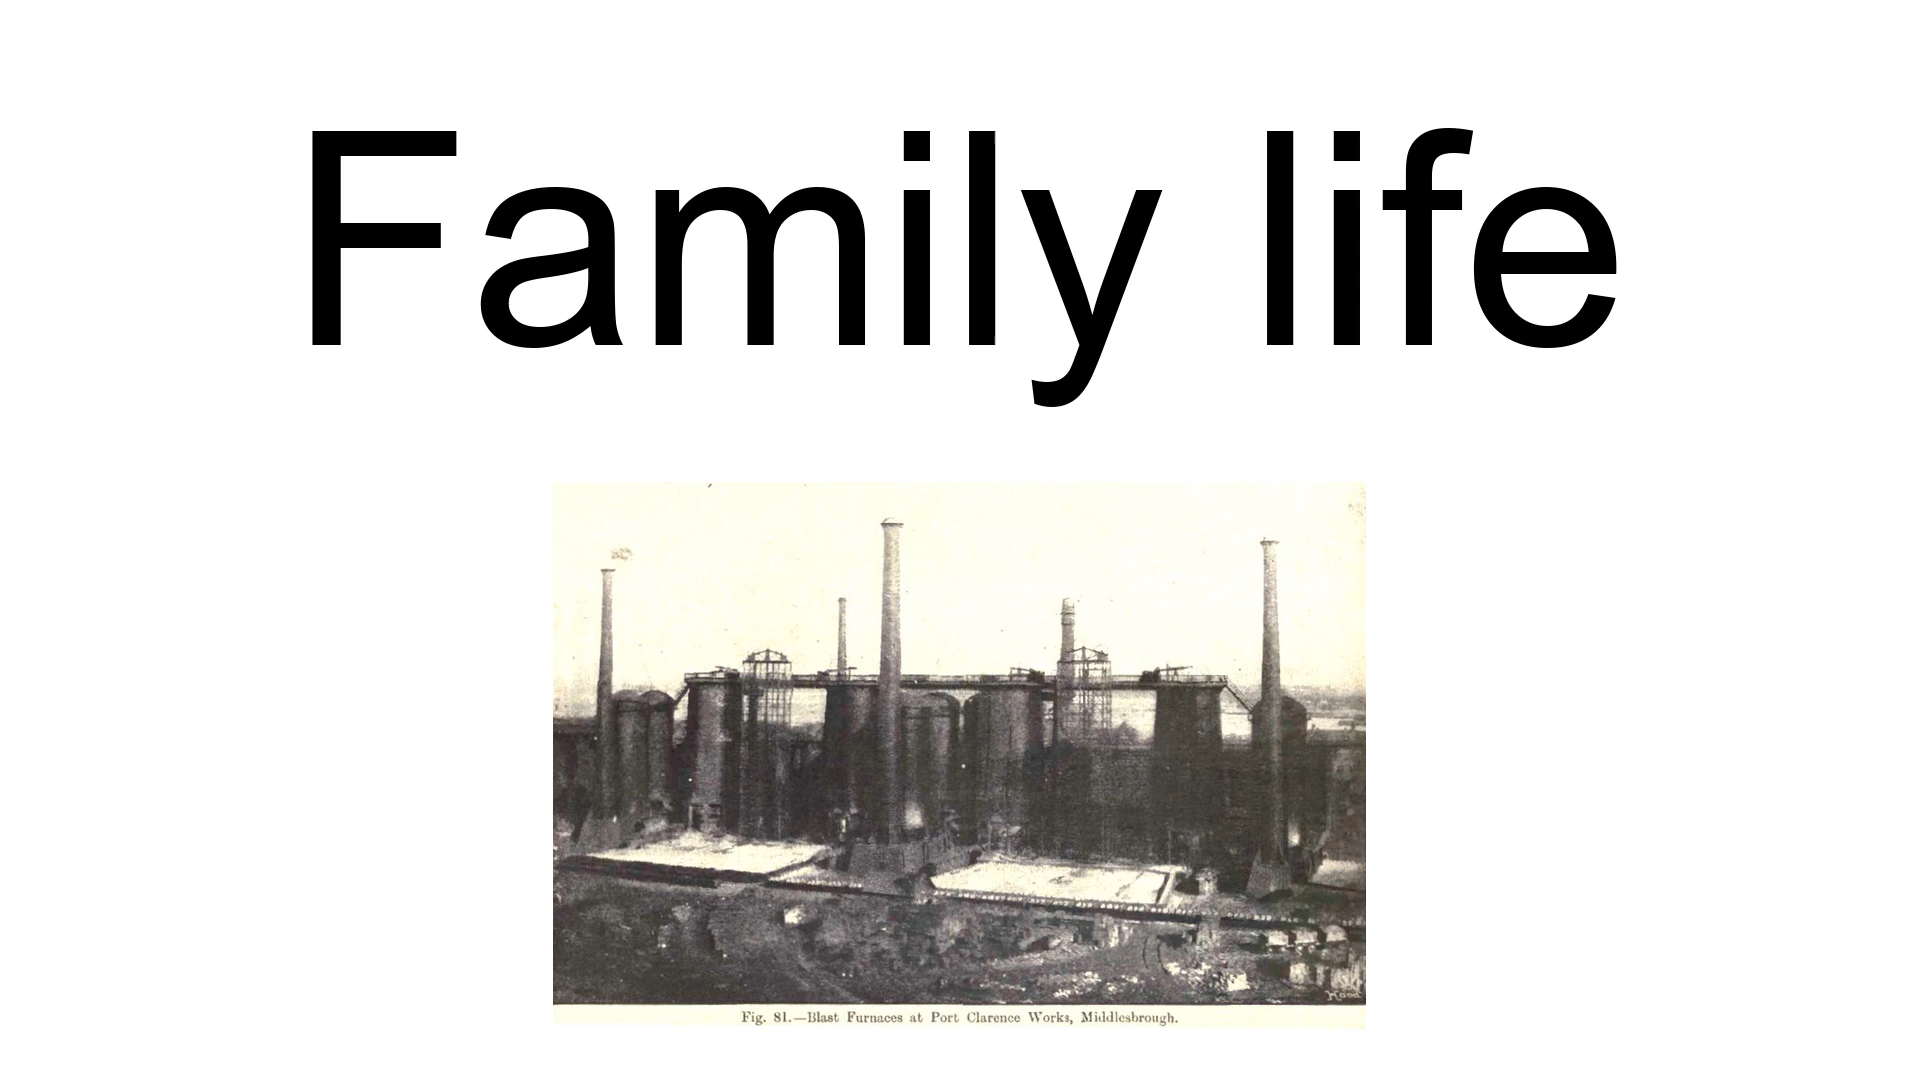 Family life
Fig. 81.—Blast Furnaces at Port Clarence Works, Middlesbrough.